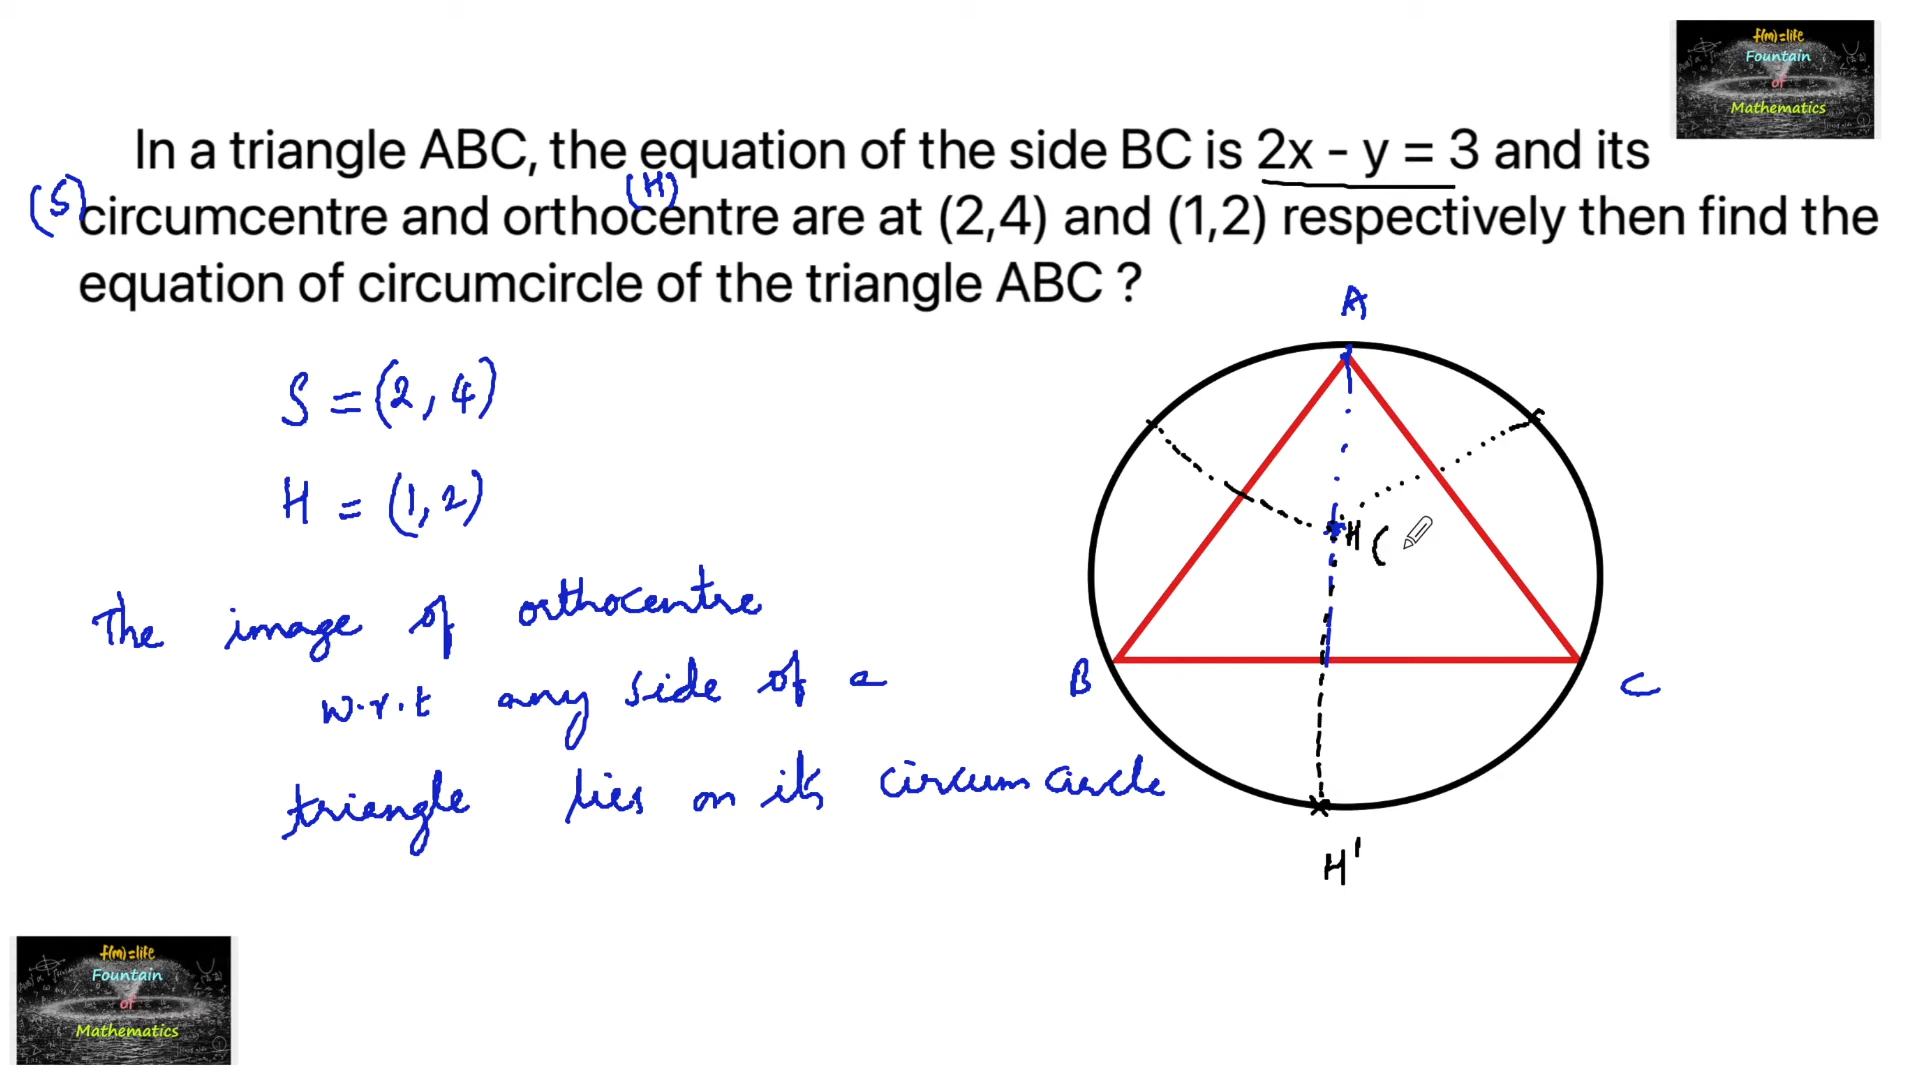 f(m)=life
Fountain
of
Mathematics
In a triangle ABC, the equation of the side BC is 2x - y = 3 and its
(S) (H)
circumcentre and orthocentre are at (2,4) and (1,2) respectively then find the
equation of circumcircle of the triangle ABC ?
A
S = (2, 4)
H = (1, 2)
H (
The image of orthocentre
w.r.t any side of a
B C
triangle lies on its circumcircle
H'
f(m)=life
Fountain
of
Mathematics